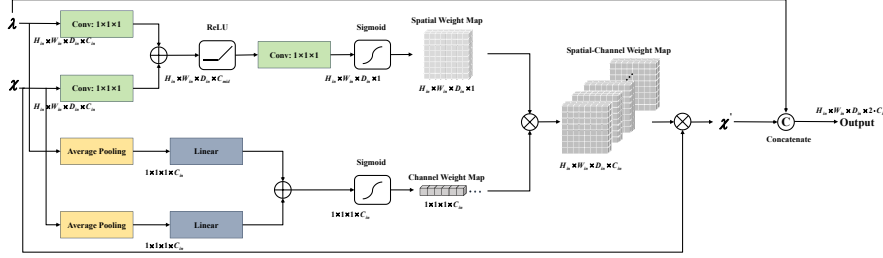 λ
Conv: 1×1×1
H_in×W_in×D_in×C_in
ReLU
H_in×W_in×D_in×C_mid
Conv: 1×1×1
Sigmoid
H_in×W_in×D_in×1
Spatial Weight Map
H_in×W_in×D_in×1
Spatial-Channel Weight Map
H_in×W_in×D_in×C_in
χ
Conv: 1×1×1
H_in×W_in×D_in×C_in
Average Pooling
Linear
1×1×1×C_in
Sigmoid
1×1×1×C_in
Channel Weight Map
1×1×1×C_in
Average Pooling
Linear
1×1×1×C_in
χ'
C
Concatenate
H_in×W_in×D_in×2·C
Output